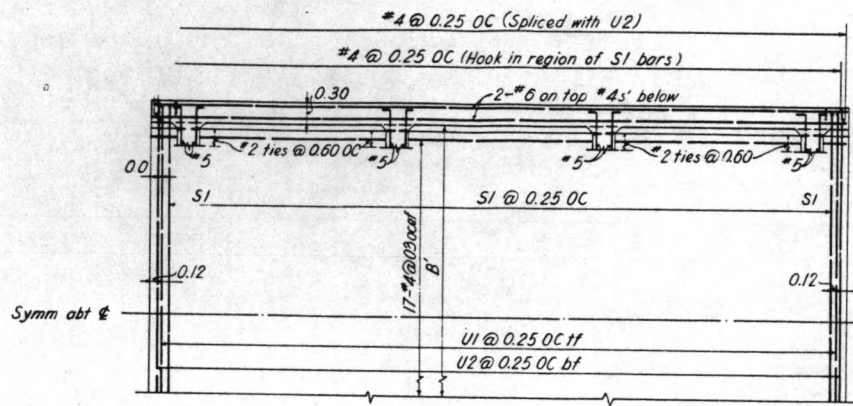 #4 @ 0.25 OC (Spliced with U2)
#4 @ 0.25 OC (Hook in region of S1 bars)
0.30
2-#6 on top #4s' below
#5
#2 ties @ 0.60 OC
#5
#5
#2 ties @ 0.60
#5
0.0
S1
S1 @ 0.25 OC
S1
17-#4@0.30cef
B'
0.12
0.12
Symm abt ℄
U1 @ 0.25 OC tf
U2 @ 0.25 OC bf